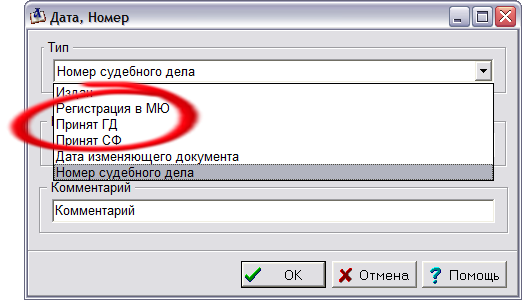 Дата, Номер
Тип
Номер судебного дела
Издан
Регистрация в МЮ
Принят ГД
Принят СФ
Дата изменяющего документа
Номер судебного дела
Комментарий
Комментарий
OK
Отмена
? Помощь